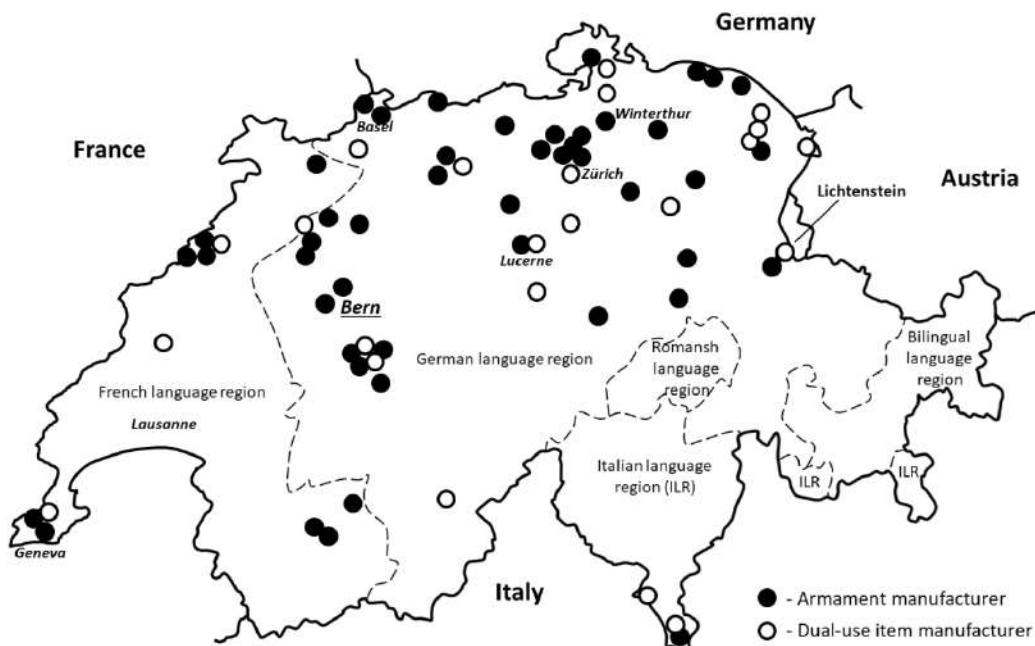 Germany
Basel
Winterthur
France
Zürich
Austria
Lichtenstein
Lucerne
Bern
German language region
Romansh
language
region
Bilingual
language
region
French language region
Lausanne
Italian language
region (ILR)
ILR
ILR
Geneva
Italy
- Armament manufacturer
- Dual-use item manufacturer